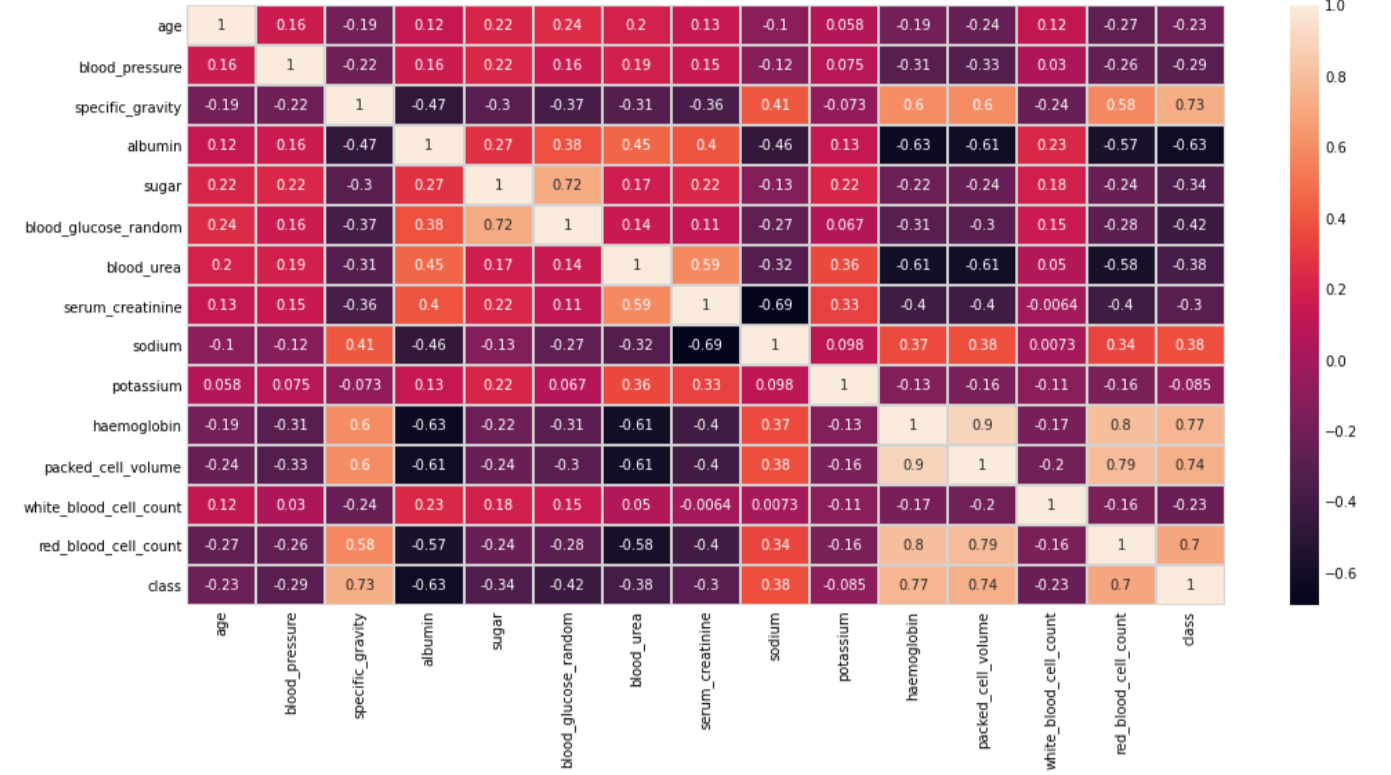 age 1 0.16 -0.19 0.12 0.22 0.24 0.2 0.13 -0.1 0.058 -0.19 -0.24 0.12 -0.27 -0.23
blood_pressure 0.16 1 -0.22 0.16 0.22 0.16 0.19 0.15 -0.12 0.075 -0.31 -0.33 0.03 -0.26 -0.29
specific_gravity -0.19 -0.22 1 -0.47 -0.3 -0.37 -0.31 -0.36 0.41 -0.073 0.6 0.6 -0.24 0.58 0.73
albumin 0.12 0.16 -0.47 1 0.27 0.38 0.45 0.4 -0.46 0.13 -0.63 -0.61 0.23 -0.57 -0.63
sugar 0.22 0.22 -0.3 0.27 1 0.72 0.17 0.22 -0.13 0.22 -0.22 -0.24 0.18 -0.24 -0.34
blood_glucose_random 0.24 0.16 -0.37 0.38 0.72 1 0.14 0.11 -0.27 0.067 -0.31 -0.3 0.15 -0.28 -0.42
blood_urea 0.2 0.19 -0.31 0.45 0.17 0.14 1 0.59 -0.32 0.36 -0.61 -0.61 0.05 -0.58 -0.38
serum_creatinine 0.13 0.15 -0.36 0.4 0.22 0.11 0.59 1 -0.69 0.33 -0.4 -0.4 -0.0064 -0.4 -0.3
sodium -0.1 -0.12 0.41 -0.46 -0.13 -0.27 -0.32 -0.69 1 0.098 0.37 0.38 0.0073 0.34 0.38
potassium 0.058 0.075 -0.073 0.13 0.22 0.067 0.36 0.33 0.098 1 -0.13 -0.16 -0.11 -0.16 -0.085
haemoglobin -0.19 -0.31 0.6 -0.63 -0.22 -0.31 -0.61 -0.4 0.37 -0.13 1 0.9 -0.17 0.8 0.77
packed_cell_volume -0.24 -0.33 0.6 -0.61 -0.24 -0.3 -0.61 -0.4 0.38 -0.16 0.9 1 -0.2 0.79 0.74
white_blood_cell_count 0.12 0.03 -0.24 0.23 0.18 0.15 0.05 -0.0064 0.0073 -0.11 -0.17 -0.2 1 -0.16 -0.23
red_blood_cell_count -0.27 -0.26 0.58 -0.57 -0.24 -0.28 -0.58 -0.4 0.34 -0.16 0.8 0.79 -0.16 1 0.7
class -0.23 -0.29 0.73 -0.63 -0.34 -0.42 -0.38 -0.3 0.38 -0.085 0.77 0.74 -0.23 0.7 1
age
blood_pressure
specific_gravity
albumin
sugar
blood_glucose_random
blood_urea
serum_creatinine
sodium
potassium
haemoglobin
packed_cell_volume
white_blood_cell_count
red_blood_cell_count
class
1.0
0.8
0.6
0.4
0.2
0.0
−0.2
−0.4
−0.6